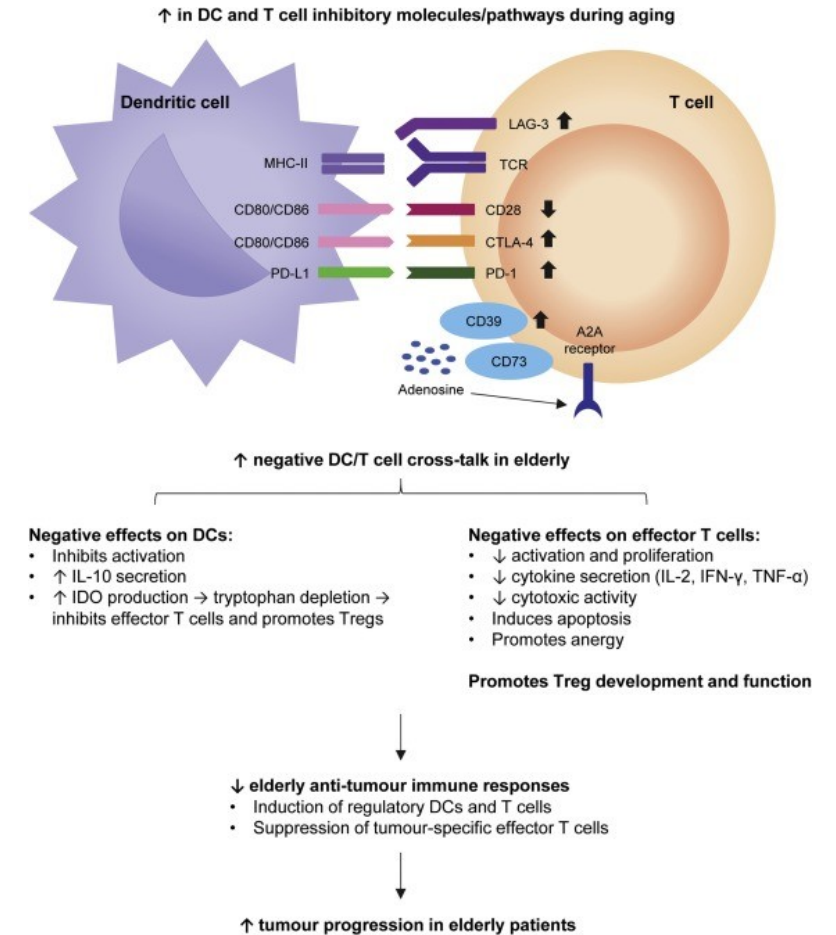 ↑ in DC and T cell inhibitory molecules/pathways during aging
Dendritic cell
T cell
LAG-3
MHC-II
TCR
CD80/CD86
CD28
CD80/CD86
CTLA-4
PD-L1
PD-1
CD39
A2A
receptor
CD73
Adenosine
↑ negative DC/T cell cross-talk in elderly
Negative effects on DCs:
• Inhibits activation
• ↑ IL-10 secretion
• ↑ IDO production → tryptophan depletion →
inhibits effector T cells and promotes Tregs
Negative effects on effector T cells:
• ↓ activation and proliferation
• ↓ cytokine secretion (IL-2, IFN-γ, TNF-α)
• ↓ cytotoxic activity
• Induces apoptosis
• Promotes anergy
Promotes Treg development and function
↓ elderly anti-tumour immune responses
• Induction of regulatory DCs and T cells
• Suppression of tumour-specific effector T cells
↑ tumour progression in elderly patients